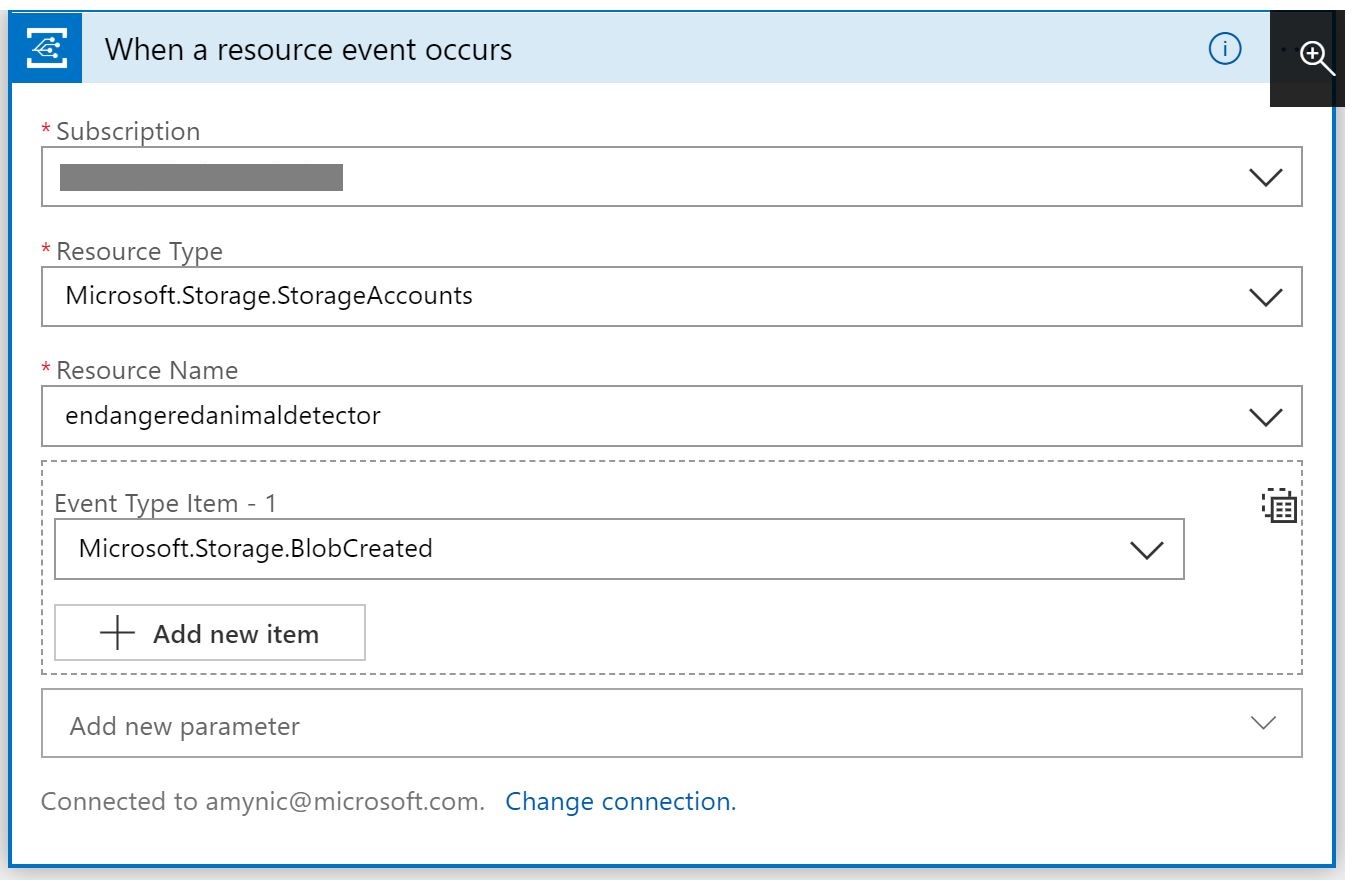 When a resource event occurs
* Subscription
* Resource Type
Microsoft.Storage.StorageAccounts
* Resource Name
endangeredanimaldetector
Event Type Item - 1
Microsoft.Storage.BlobCreated
Add new item
Add new parameter
Connected to amynic@microsoft.com. Change connection.